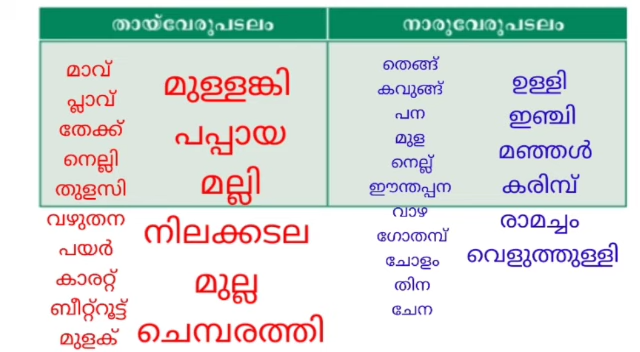 തായ്‌വേരുപടലം
നാരുവേരുപടലം
മാവ്
പ്ലാവ്
തേക്ക്
നെല്ലി
തുളസി
വഴുതന
പയർ
കാരറ്റ്
ബീറ്റ്റൂട്ട്
മുളക്
മുള്ളങ്കി
പപ്പായ
മല്ലി
നിലക്കടല
മുല്ല
ചെമ്പരത്തി
തെങ്ങ്
കവുങ്ങ്
പന
മുള
നെല്ല്
ഈന്തപ്പന
വാഴ
ഗോതമ്പ്
ചോളം
തിന
ചേന
ഉള്ളി
ഇഞ്ചി
മഞ്ഞൾ
കരിമ്പ്
രാമച്ചം
വെളുത്തുള്ളി